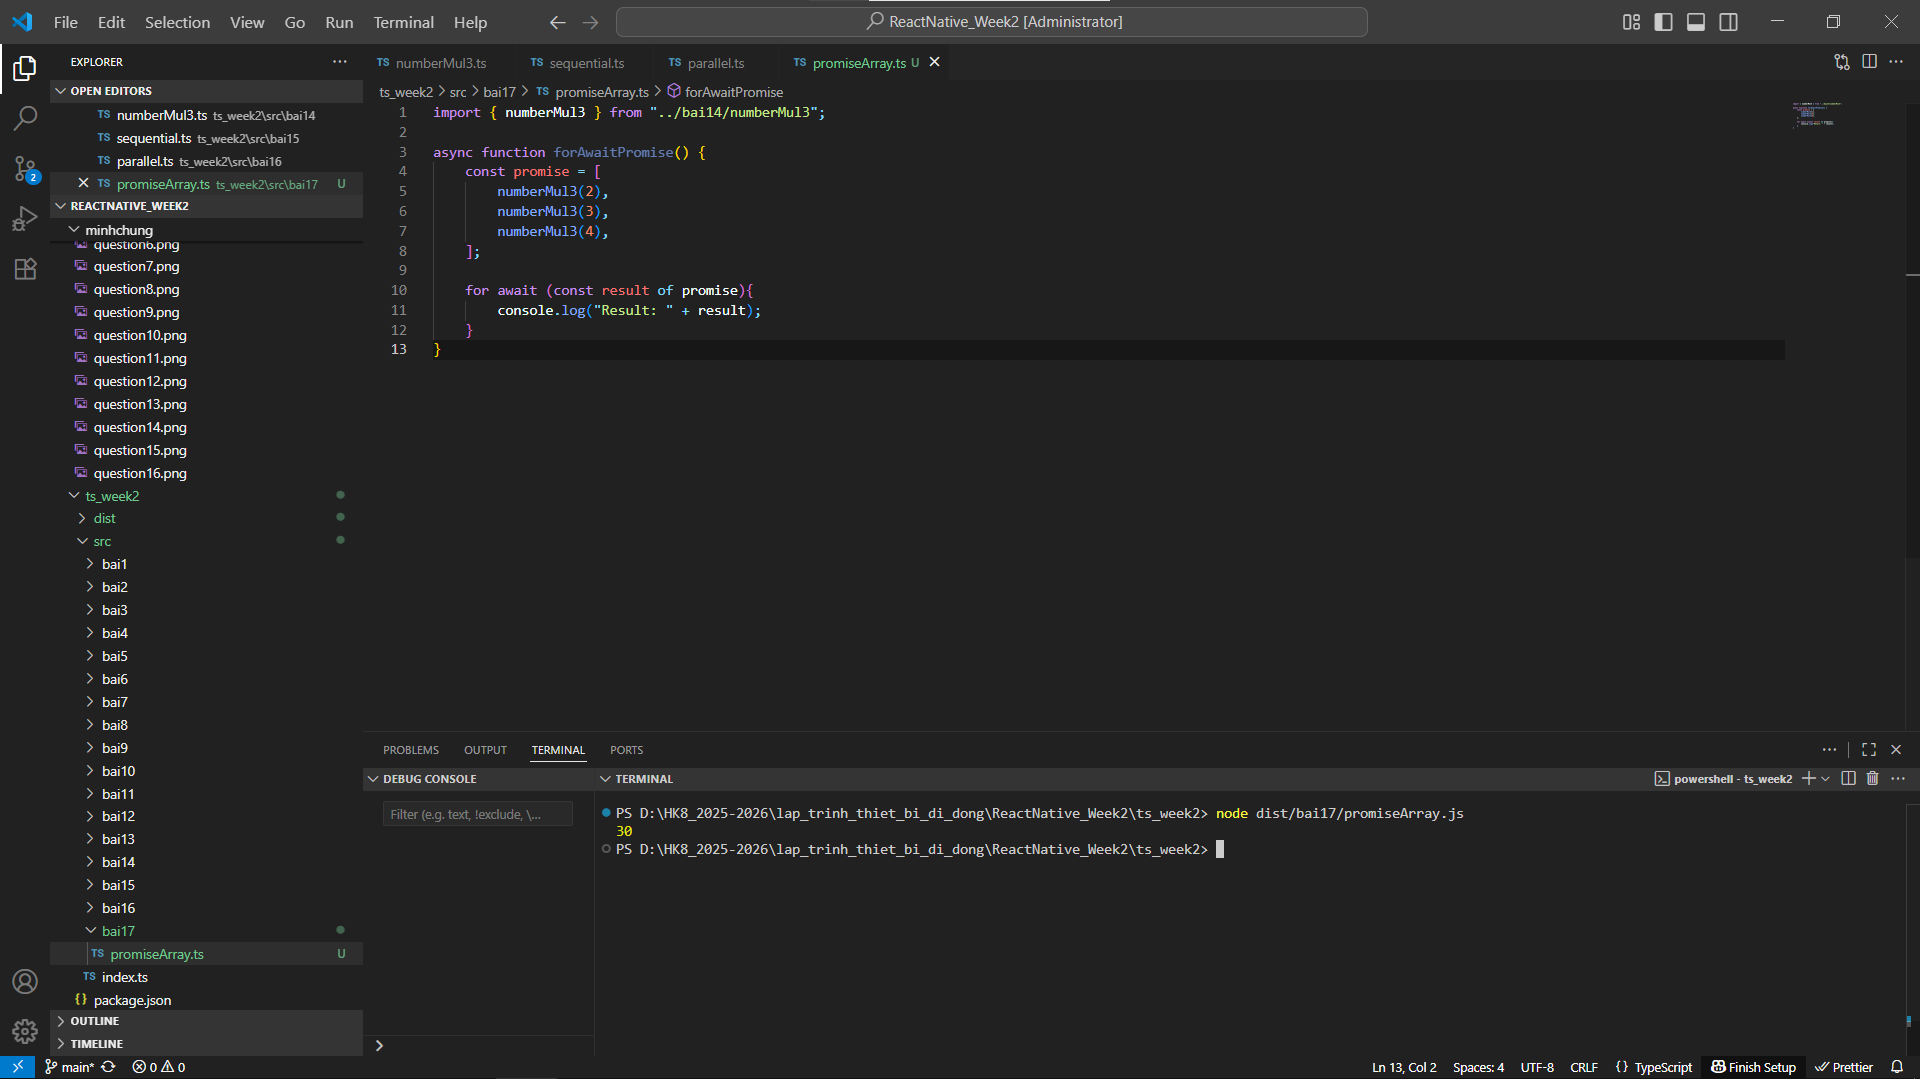 File Edit Selection View Go Run Terminal Help
ReactNative_Week2 [Administrator]
EXPLORER
OPEN EDITORS
TS numberMul3.ts ts_week2\src\bai14
TS sequential.ts ts_week2\src\bai15
TS parallel.ts ts_week2\src\bai16
TS promiseArray.ts ts_week2\src\bai17 U
REACTNATIVE_WEEK2
minhchung
question6.png
question7.png
question8.png
question9.png
question10.png
question11.png
question12.png
question13.png
question14.png
question15.png
question16.png
ts_week2
dist
src
bai1
bai2
bai3
bai4
bai5
bai6
bai7
bai8
bai9
bai10
bai11
bai12
bai13
bai14
bai15
bai16
bai17
TS promiseArray.ts U
TS index.ts
{} package.json
OUTLINE
TIMELINE
2
TS numberMul3.ts TS sequential.ts TS parallel.ts TS promiseArray.ts U
ts_week2 > src > bai17 > TS promiseArray.ts > forAwaitPromise
1 import { numberMul3 } from "../bai14/numberMul3";
2
3 async function forAwaitPromise() {
4 const promise = [
5 numberMul3(2),
6 numberMul3(3),
7 numberMul3(4),
8 ];
9
10 for await (const result of promise){
11 console.log("Result: " + result);
12 }
13 }
PROBLEMS OUTPUT TERMINAL PORTS
DEBUG CONSOLE
Filter (e.g. text, !exclude, \...
TERMINAL
powershell - ts_week2
PS D:\HK8_2025-2026\lap_trinh_thiet_bi_di_dong\ReactNative_Week2\ts_week2> node dist/bai17/promiseArray.js
30
PS D:\HK8_2025-2026\lap_trinh_thiet_bi_di_dong\ReactNative_Week2\ts_week2>
main* 0 0
Ln 13, Col 2 Spaces: 4 UTF-8 CRLF {} TypeScript Finish Setup Prettier